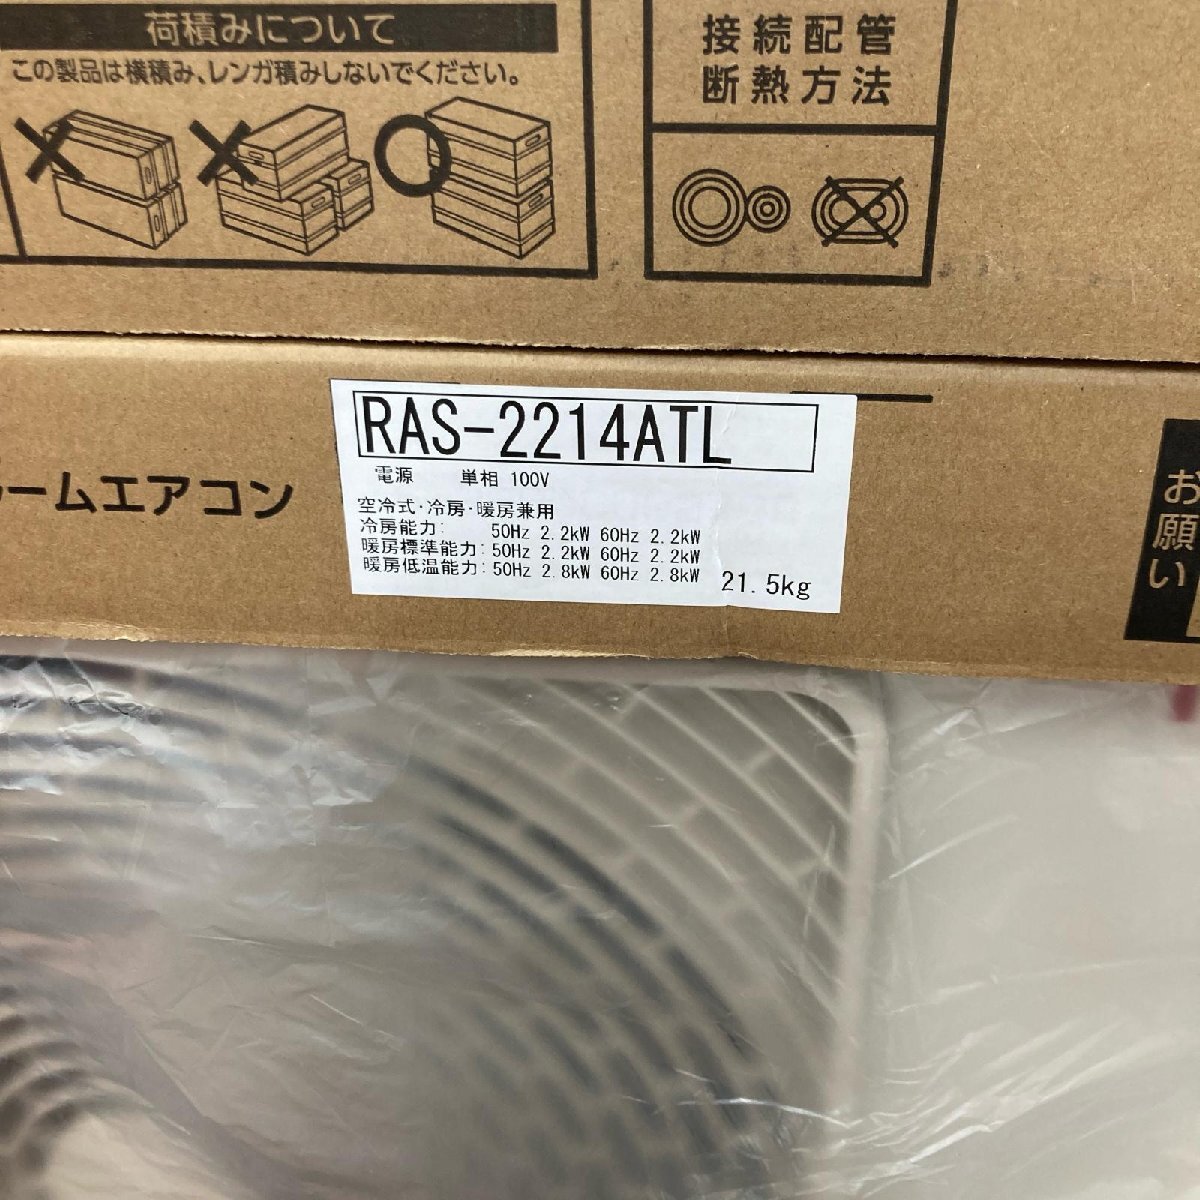 荷積みについて
この製品は横積み、レンガ積みしないでください。
接続配管
断熱方法
RAS-2214ATL
電源 単相 100V
空冷式・冷房・暖房兼用
冷房能力: 50Hz 2.2kW 60Hz 2.2kW
暖房標準能力: 50Hz 2.2kW 60Hz 2.2kW
暖房低温能力: 50Hz 2.8kW 60Hz 2.8kW
21.5kg
ームエアコン
お願い